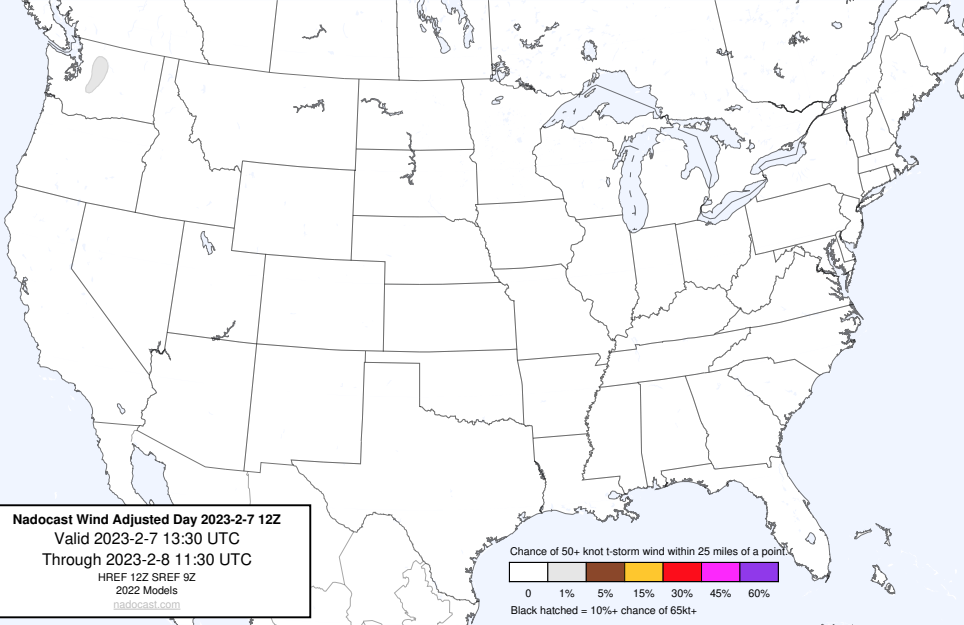 Nadocast Wind Adjusted Day 2023-2-7 12Z
Valid 2023-2-7 13:30 UTC
Through 2023-2-8 11:30 UTC
HREF 12Z SREF 9Z
2022 Models
nadocast.com
Chance of 50+ knot t-storm wind within 25 miles of a point.
0 1% 5% 15% 30% 45% 60%
Black hatched = 10%+ chance of 65kt+